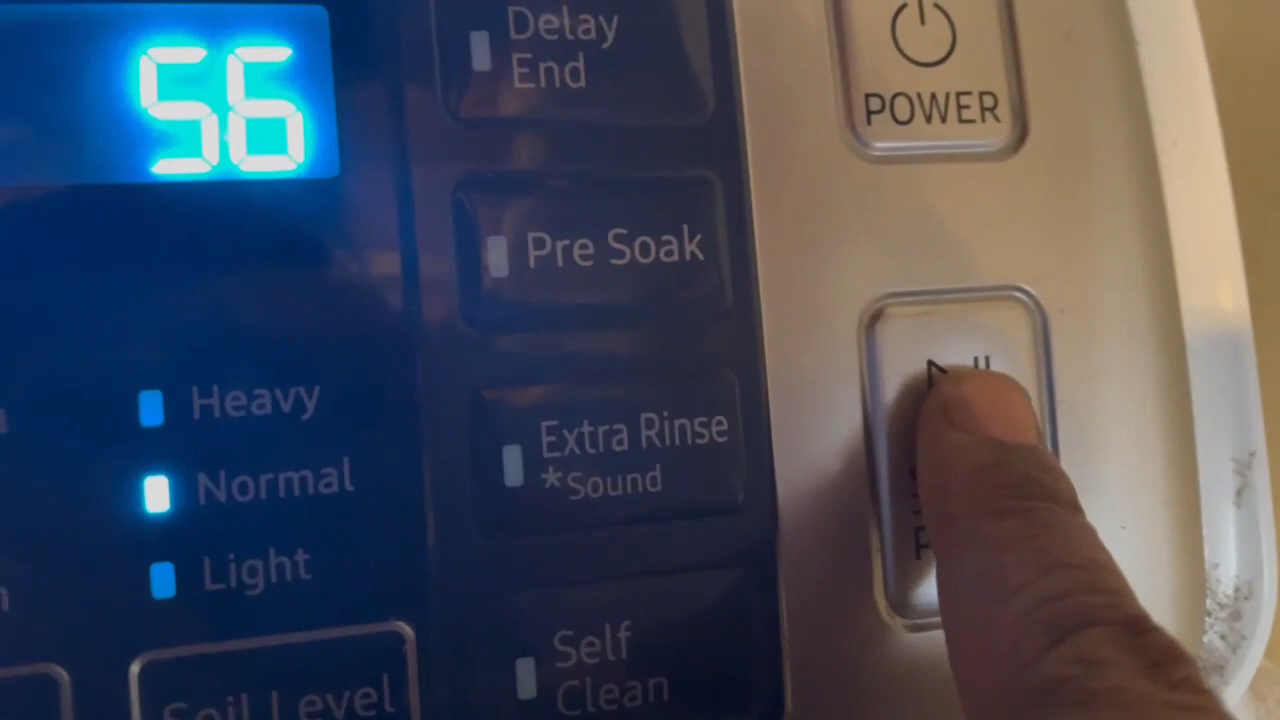 56
Delay
End
POWER
Pre Soak
Heavy
Normal
Light
Extra Rinse
*Sound
Self
Clean
Soil Level